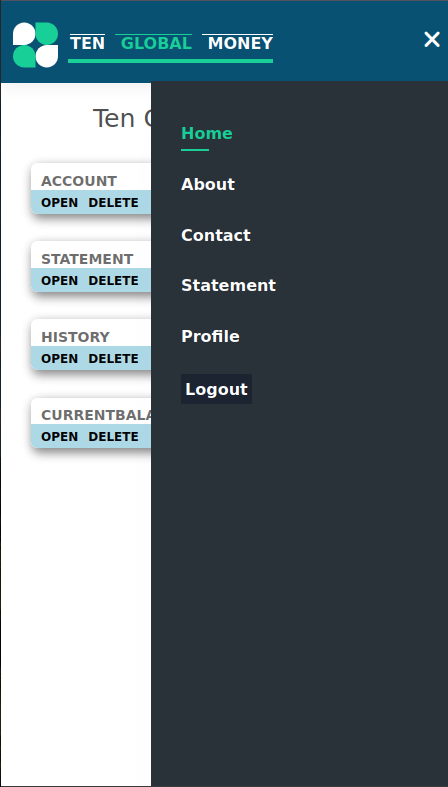 TEN GLOBAL MONEY
Ten
Home
About
Contact
Statement
Profile
Logout
ACCOUNT
OPEN DELETE
STATEMENT
OPEN DELETE
HISTORY
OPEN DELETE
OPEN DELETE